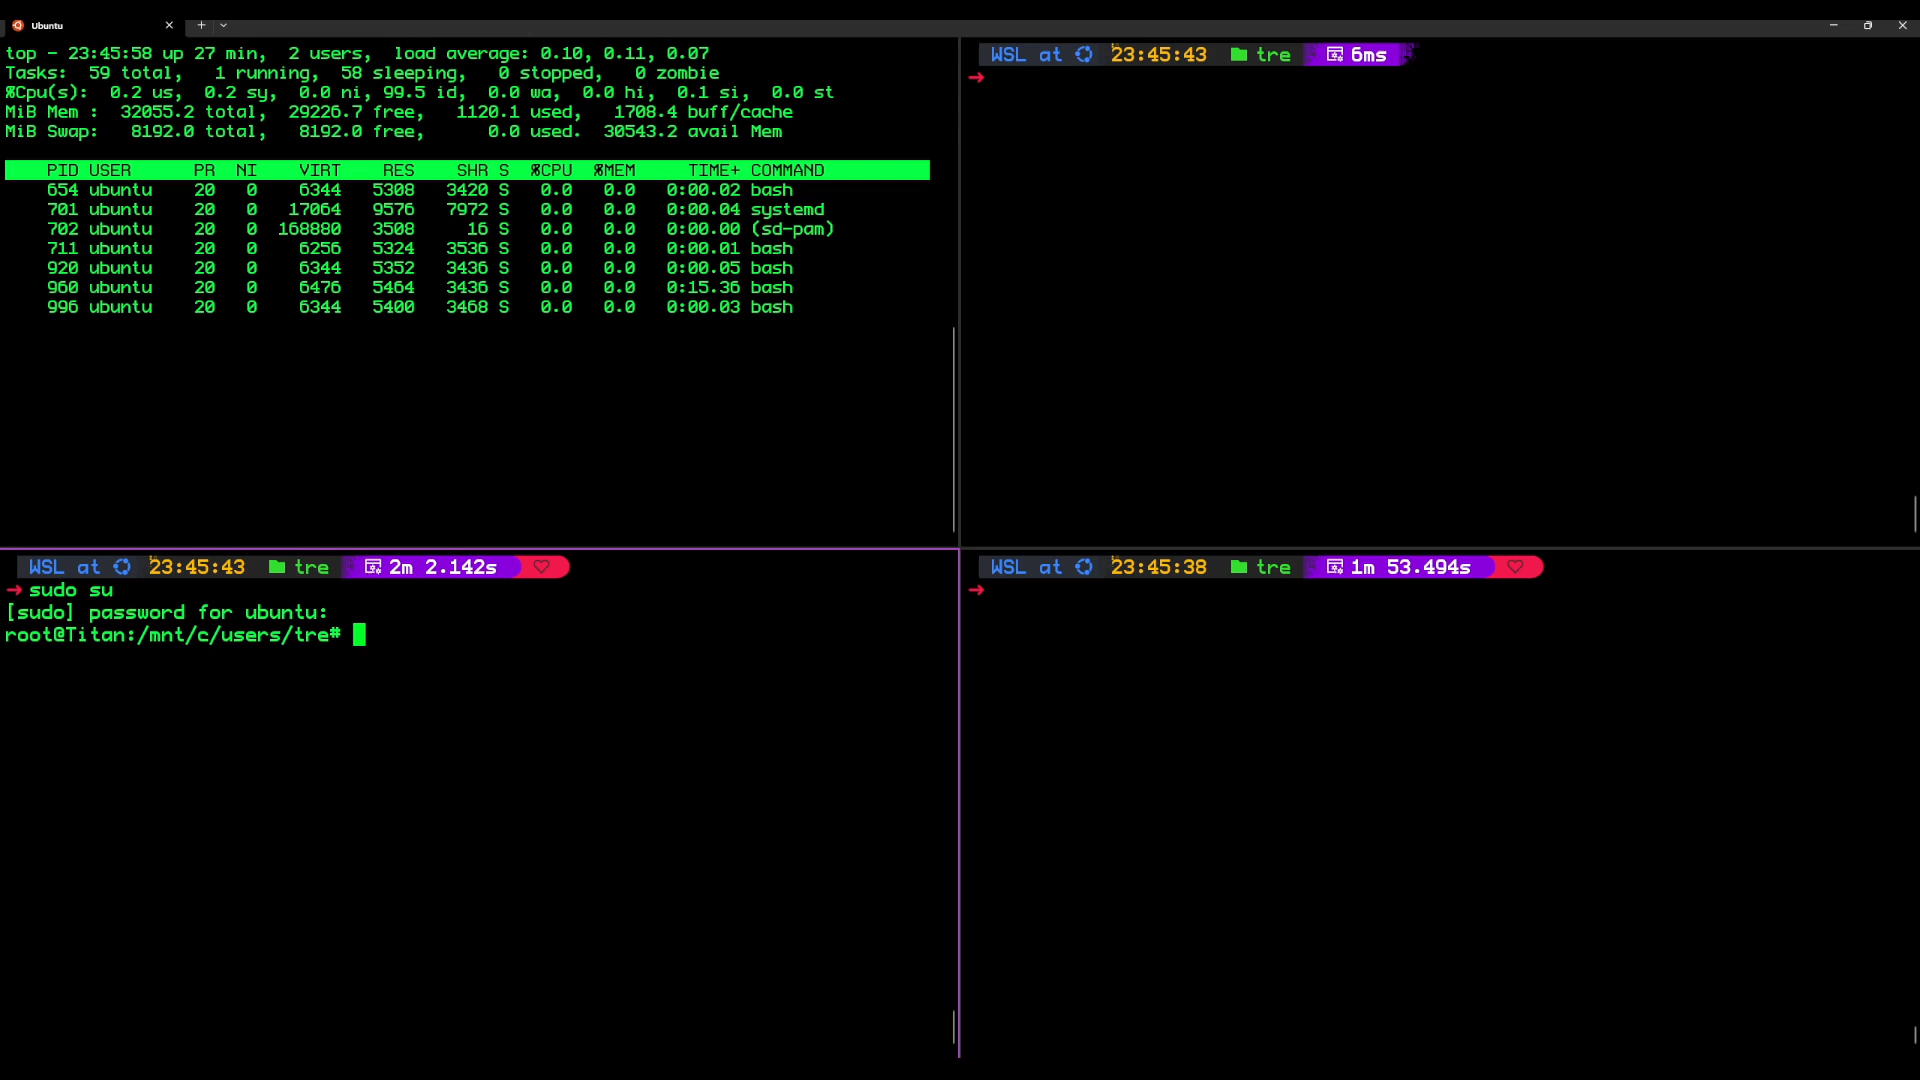 Ubuntu
top - 23:45:58 up 27 min,  2 users,  load average: 0.10, 0.11, 0.07
Tasks:  59 total,   1 running,  58 sleeping,   0 stopped,   0 zombie
%Cpu(s):  0.2 us,  0.2 sy,  0.0 ni, 99.5 id,  0.0 wa,  0.0 hi,  0.1 si,  0.0 st
MiB Mem :  32055.2 total,  29226.7 free,   1120.1 used,   1708.4 buff/cache
MiB Swap:   8192.0 total,   8192.0 free,      0.0 used.  30543.2 avail Mem
PID USER      PR  NI    VIRT    RES    SHR S  %CPU  %MEM     TIME+ COMMAND
654 ubuntu    20   0    6344   5308   3420 S   0.0   0.0   0:00.02 bash
701 ubuntu    20   0   17064   9576   7972 S   0.0   0.0   0:00.04 systemd
702 ubuntu    20   0  168880   3508     16 S   0.0   0.0   0:00.00 (sd-pam)
711 ubuntu    20   0    6256   5324   3536 S   0.0   0.0   0:00.01 bash
920 ubuntu    20   0    6344   5352   3436 S   0.0   0.0   0:00.05 bash
960 ubuntu    20   0    6476   5464   3436 S   0.0   0.0   0:15.36 bash
996 ubuntu    20   0    6344   5400   3468 S   0.0   0.0   0:00.03 bash
WSL at 23:45:43 tre 6ms
➜
WSL at 23:45:43 tre 2m 2.142s ♡
➜ sudo su
[sudo] password for ubuntu:
root@Titan:/mnt/c/users/tre#
WSL at 23:45:38 tre 1m 53.494s ♡
➜